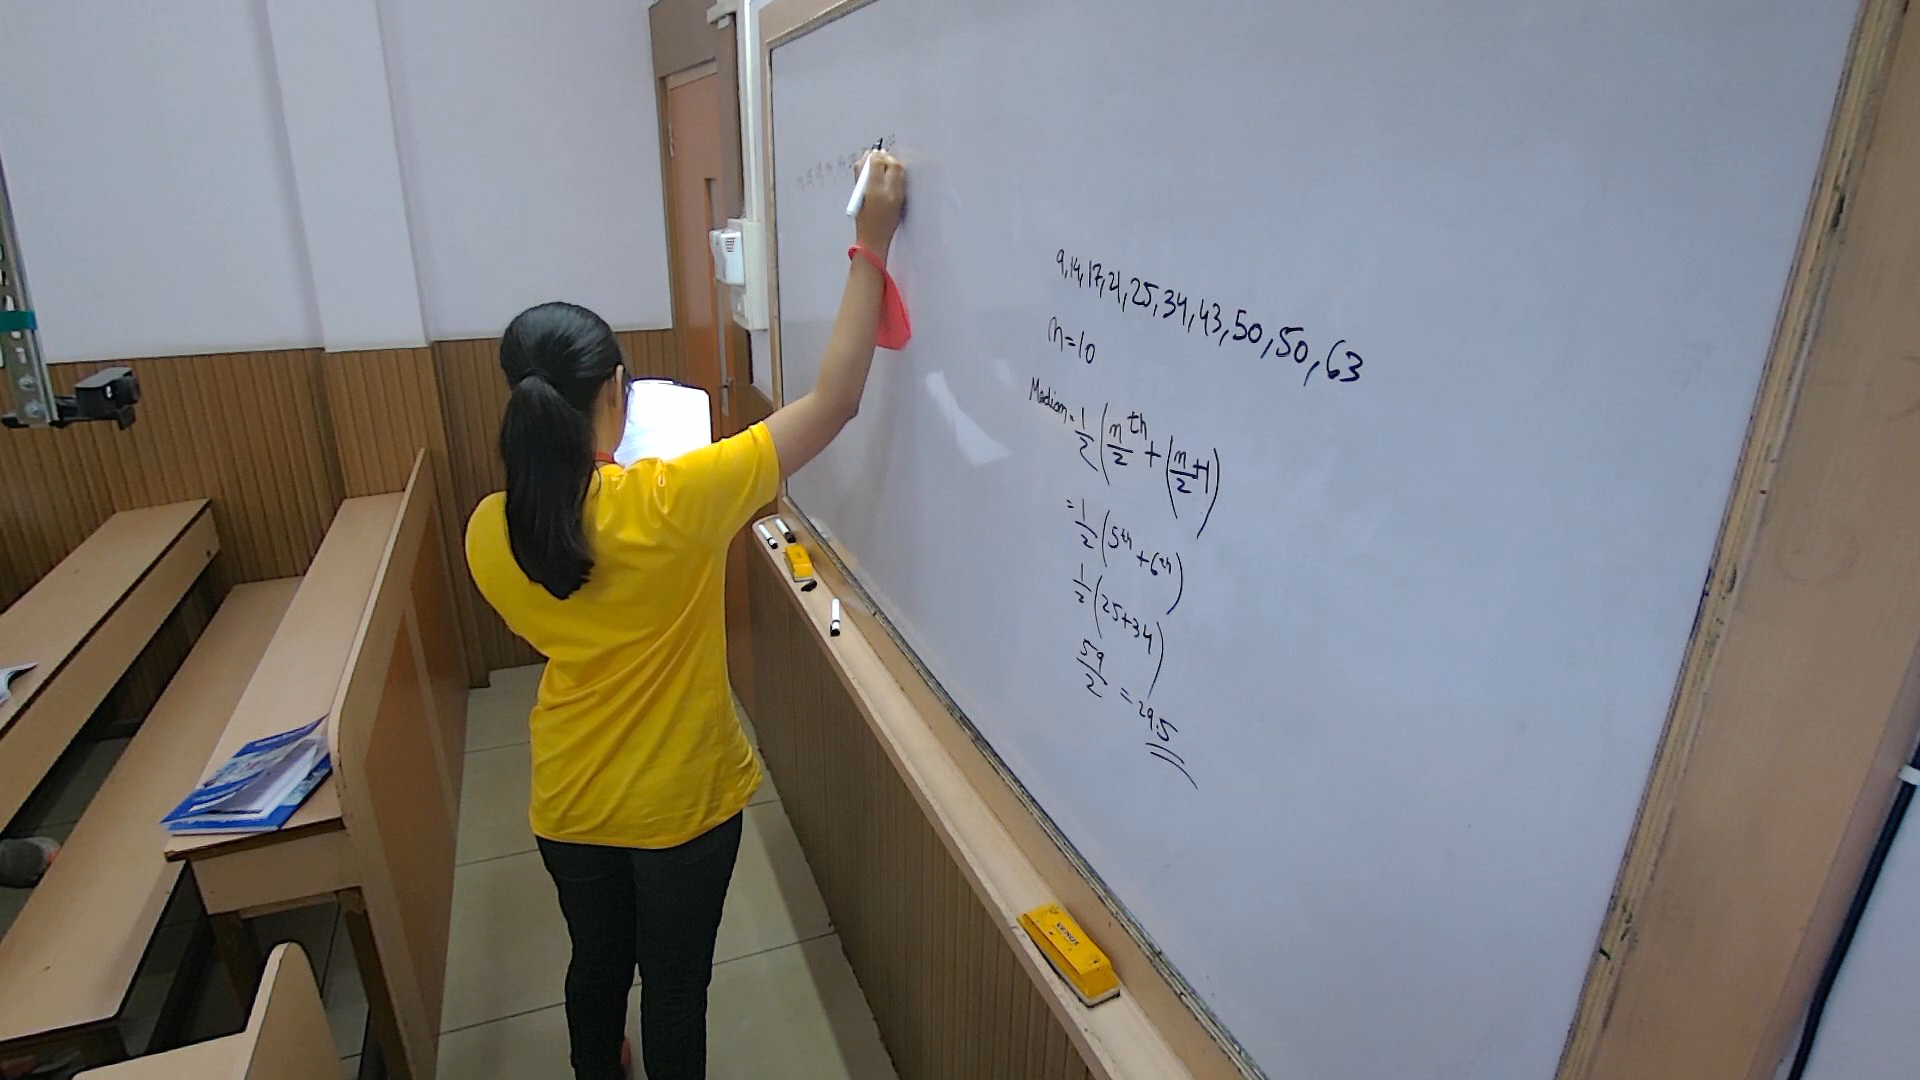 9,14,17,21,25,34,43,50,50,63
n=10
Median = 1/2 (n/2 th + (n/2 +1)
= 1/2 (5th + 6th)
1/2 (25+34)
59/2 = 29.5